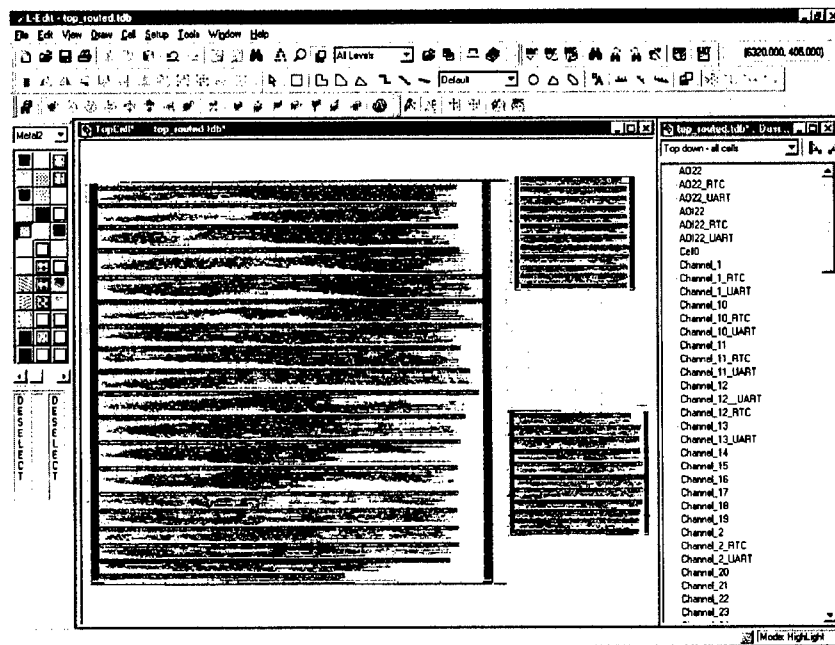 L-Edit - top_routed.tdb
File Edit View Draw Cell Setup Tools Window Help
All Levels
(6320.000, 405.000)
Default
Metal2
TopCell* top_routed.tdb*
top_routed.tdb*
Top down - all cells
AO22
AO22_RTC
AO22_UART
AOI22
AOI22_RTC
AOI22_UART
Cell0
Channel_1
Channel_1_RTC
Channel_1_UART
Channel_10
Channel_10_RTC
Channel_10_UART
Channel_11
Channel_11_RTC
Channel_11_UART
Channel_12
Channel_12__UART
Channel_12_RTC
Channel_13
Channel_13_UART
Channel_14
Channel_15
Channel_16
Channel_17
Channel_18
Channel_19
Channel_2
Channel_2_RTC
Channel_2_UART
Channel_20
Channel_21
Channel_22
Channel_23
DESELECT
DESELECT
Mode: HighLight